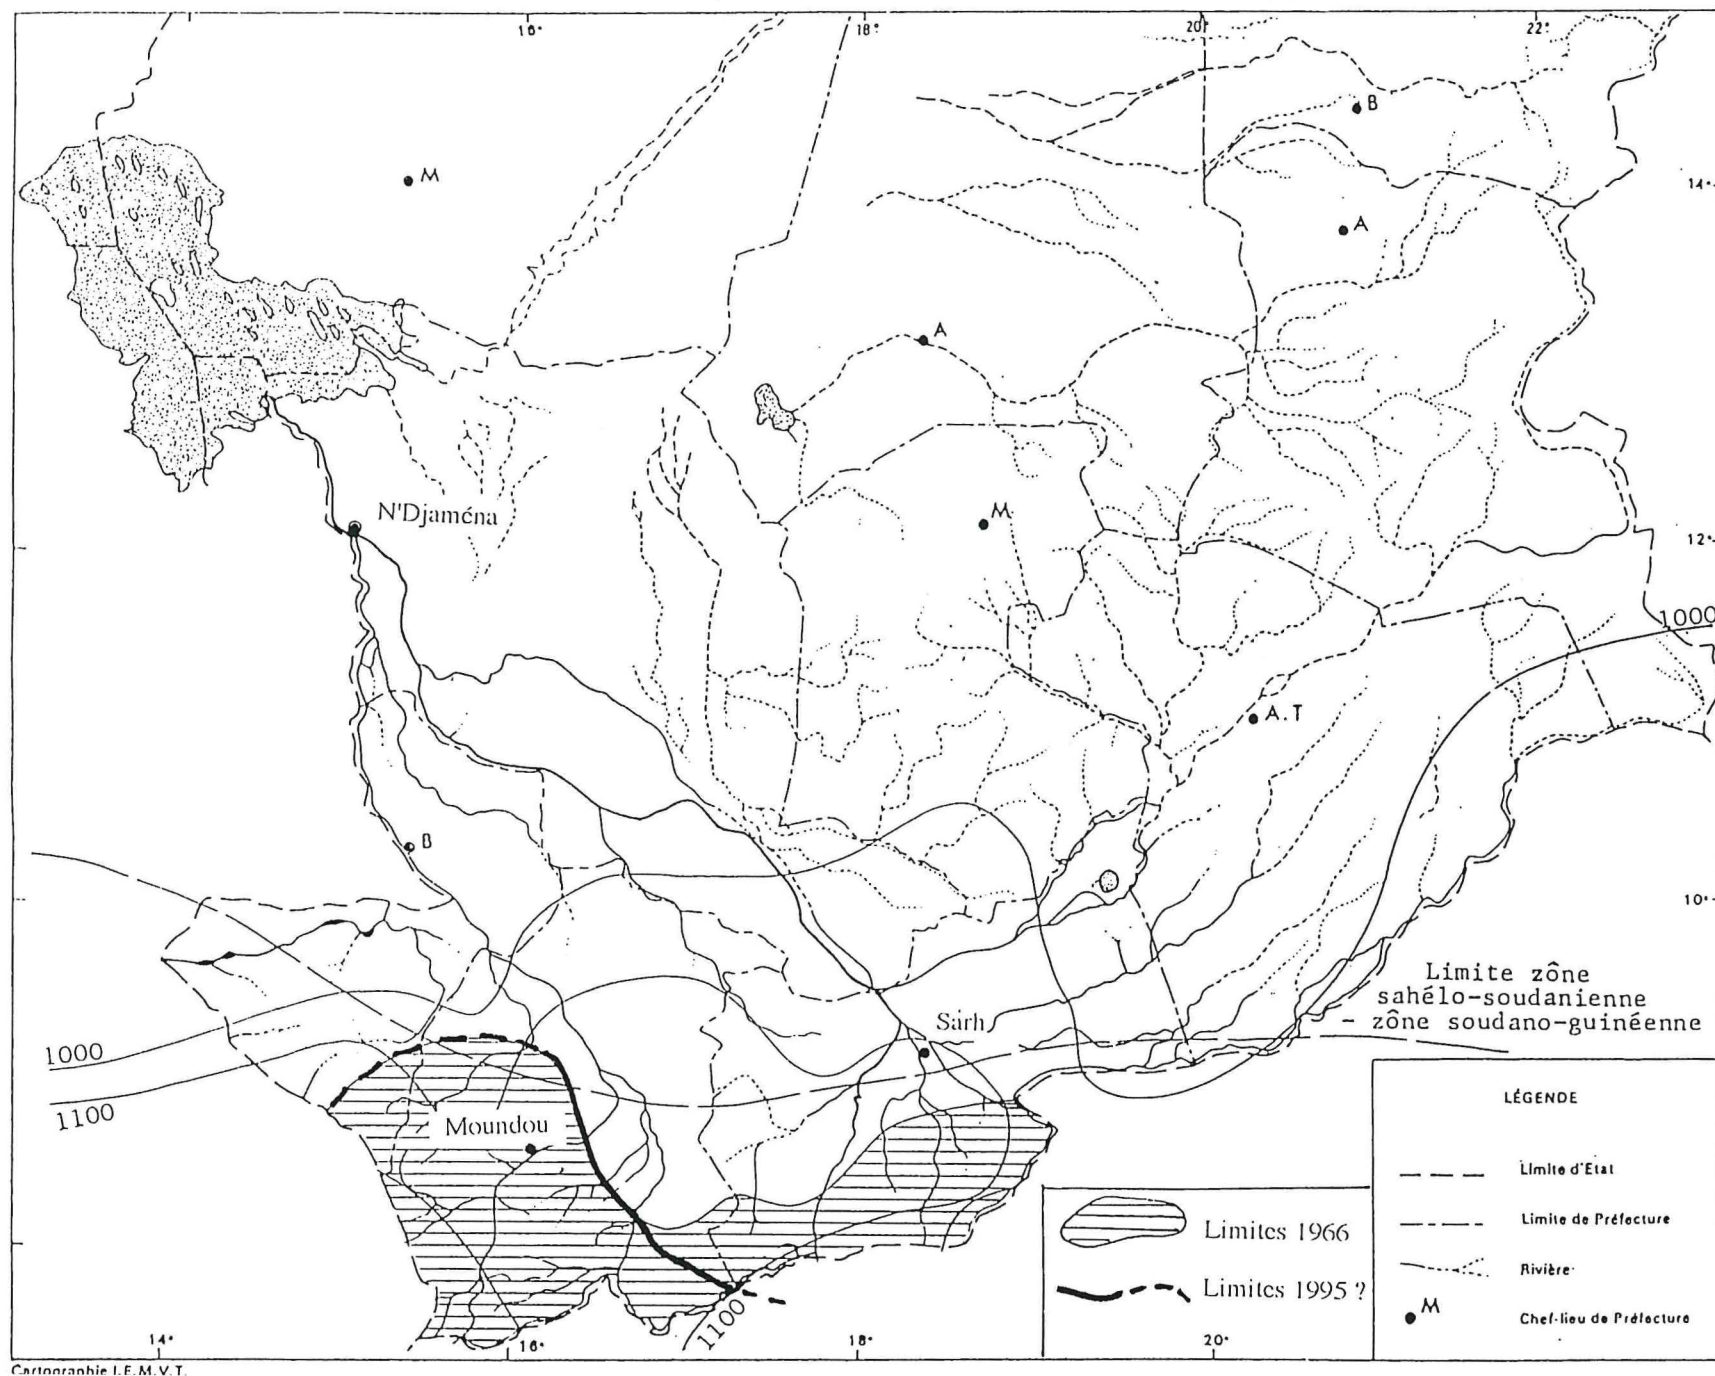 16°
18°
20°
22°
B
M
14°
A
A
N'Djaména
M
12°
1000
A.T
B
10°
Limite zône
sahélo-soudanienne
- zône soudano-guinéenne
Sarh
1000
1100
LÉGENDE
Moundou
Limite d'Etat
Limites 1966
Limite de Préfecture
Rivière
Limites 1995 ?
M
Chef-lieu de Préfecture
1100
14°
16°
18°
20°
Cartographie I.E.M.V.T.